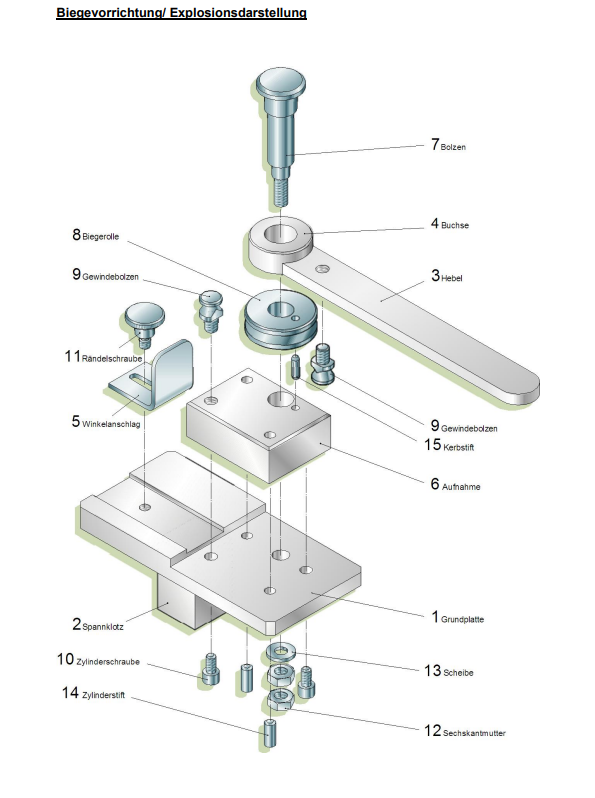 Biegevorrichtung/ Explosionsdarstellung
7 Bolzen
4 Buchse
8 Biegerolle
3 Hebel
9 Gewindebolzen
11 Rändelschraube
5 Winkelanschlag
9 Gewindebolzen
15 Kerbstift
6 Aufnahme
1 Grundplatte
2 Spannklotz
10 Zylinderschraube
13 Scheibe
14 Zylinderstift
12 Sechskantmutter